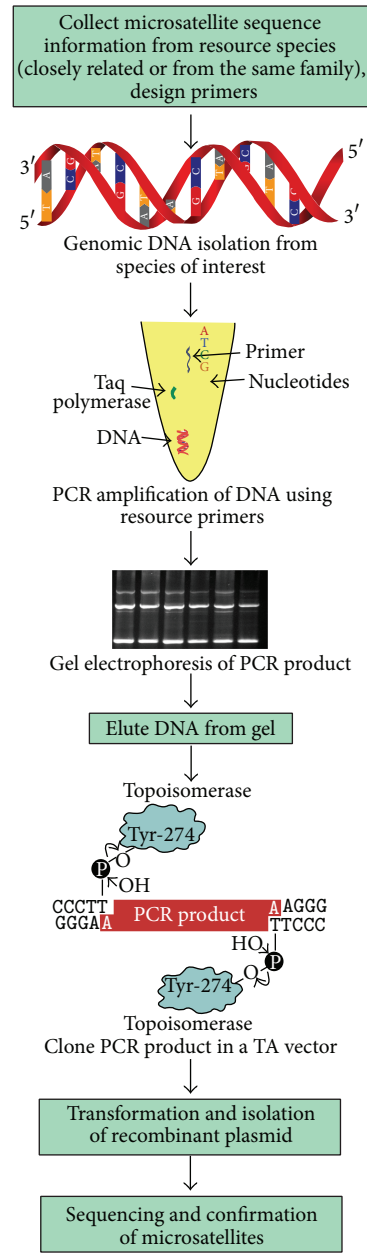 Collect microsatellite sequence
information from resource species
(closely related or from the same family),
design primers
3′
5′
5′
3′
T A
C G
G C
A T
A
G C
T A
G C
T A
C G
Genomic DNA isolation from
species of interest
A
T
C
G
Primer
Nucleotides
Taq
polymerase
DNA
PCR amplification of DNA using
resource primers
Gel electrophoresis of PCR product
Elute DNA from gel
Topoisomerase
Tyr-274
P
O
OH
CCCTT PCR product A AGGG
GGGA A TTCCC
HO
P
O
Tyr-274
Topoisomerase
Clone PCR product in a TA vector
Transformation and isolation
of recombinant plasmid
Sequencing and confirmation
of microsatellites